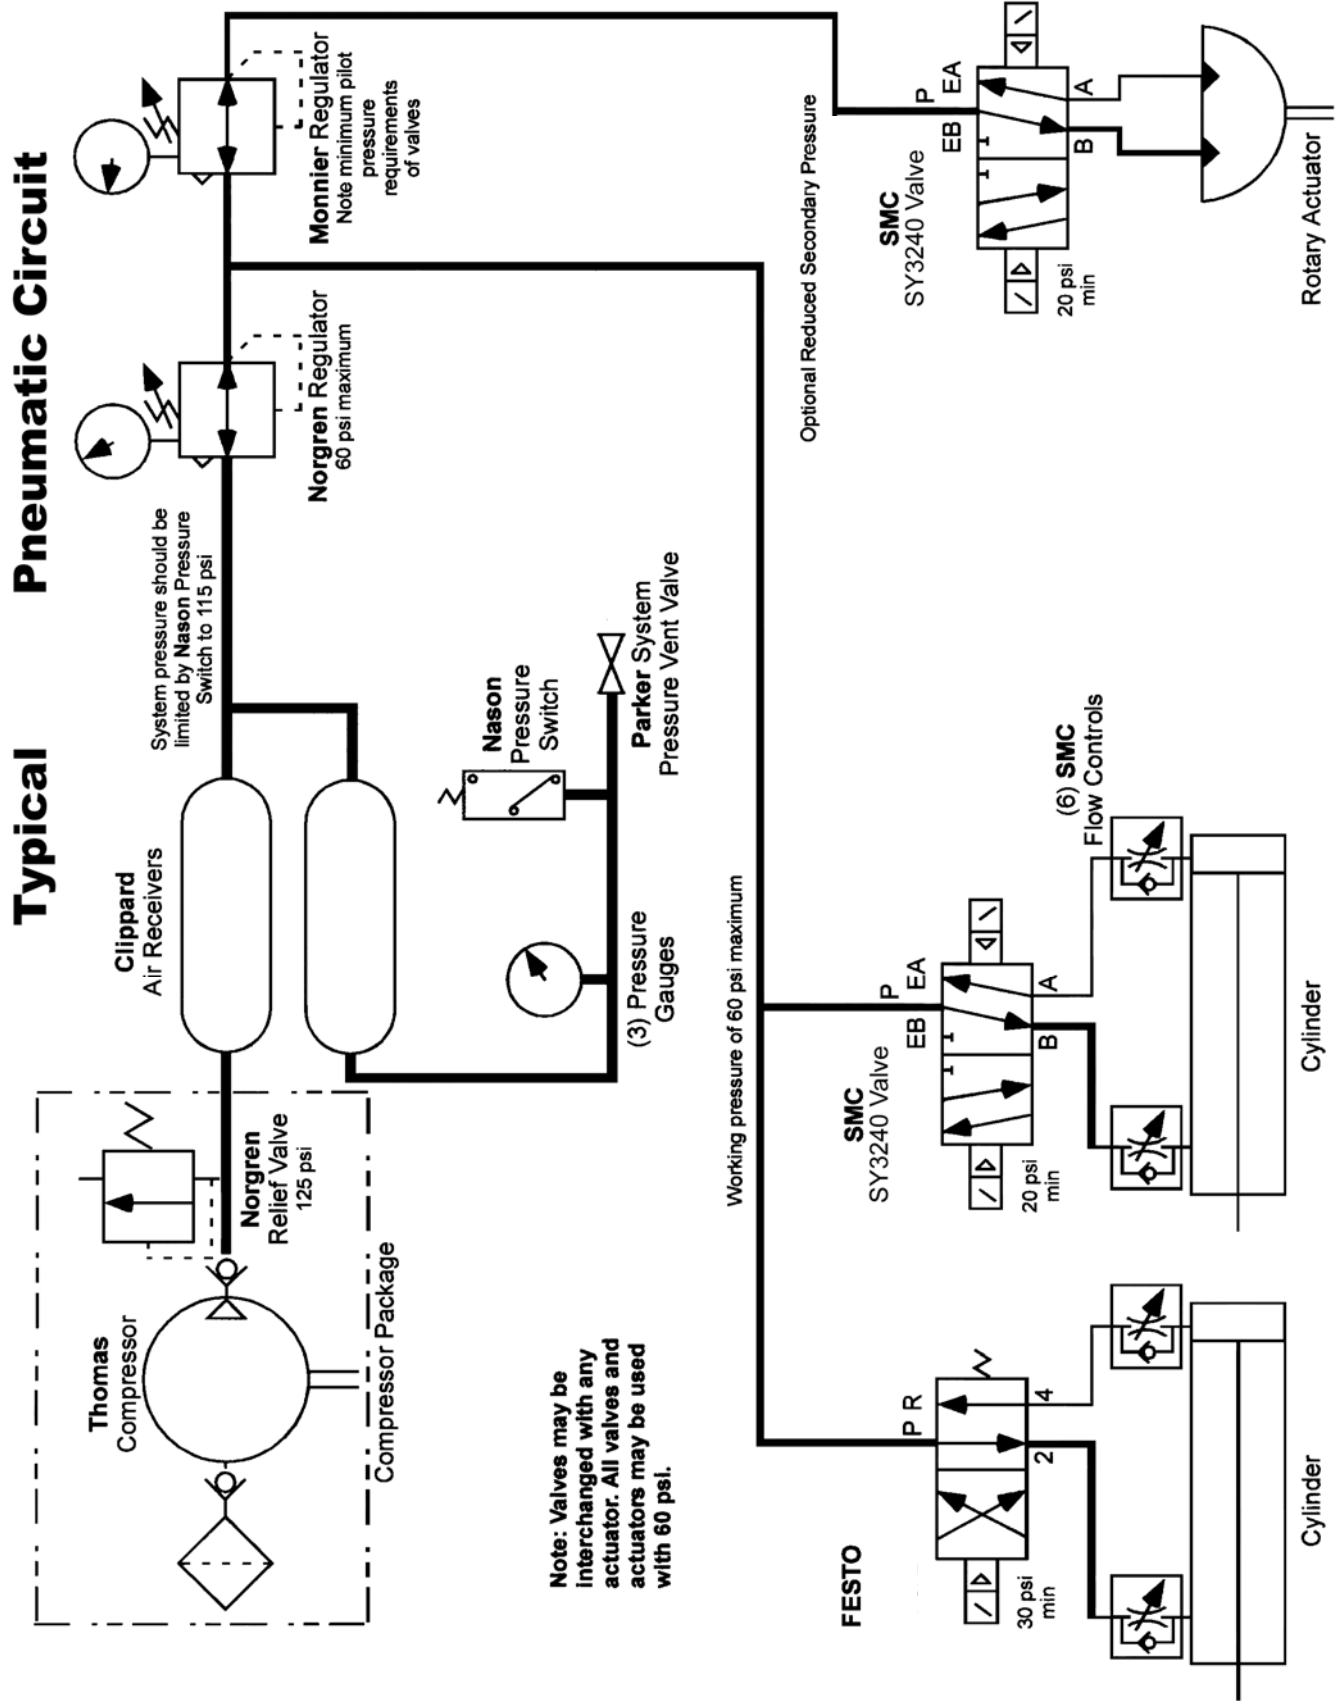 Typical Pneumatic Circuit
Thomas
Compressor
Compressor Package
Norgren
Relief Valve
125 psi
Clippard
Air Receivers
System pressure should be
limited by Nason Pressure
Switch to 115 psi
Norgren Regulator
60 psi maximum
Monnier Regulator
Note minimum pilot
pressure
requirements
of valves
(3) Pressure
Gauges
Nason
Pressure
Switch
Parker System
Pressure Vent Valve
Note: Valves may be
interchanged with any
actuator. All valves and
actuators may be used
with 60 psi.
Working pressure of 60 psi maximum
Optional Reduced Secondary Pressure
FESTO
P R
2 4
30 psi
min
Cylinder
SMC
SY3240 Valve
P
EB EA
B A
20 psi
min
(6) SMC
Flow Controls
Cylinder
SMC
SY3240 Valve
P
EB EA
B A
20 psi
min
Rotary Actuator